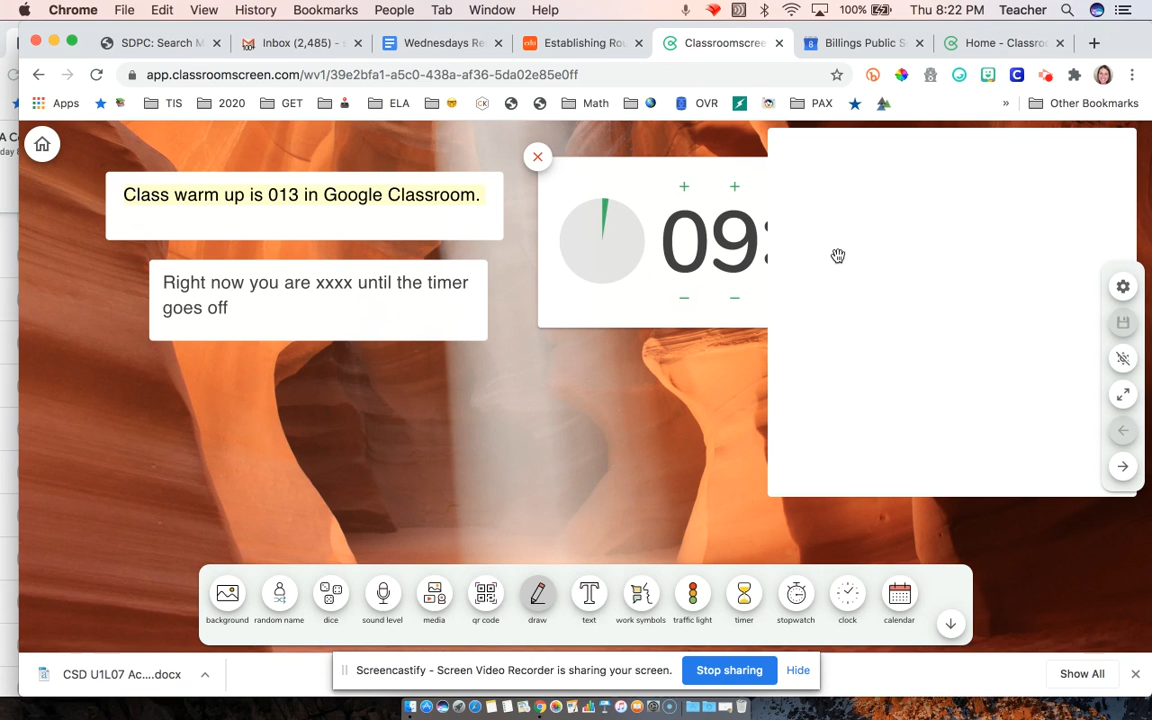 Chrome File Edit View History Bookmarks People Tab Window Help 100% Thu 8:22 PM Teacher
SDPC: Search M Inbox (2,485) - Wednesdays Re Establishing Rou Classroomscree Billings Public S Home - Classro
app.classroomscreen.com/wv1/39e2bfa1-a5c0-438a-af36-5da02e85e0ff
Apps TIS 2020 GET ELA CK Math OVR PAX » Other Bookmarks
Class warm up is 013 in Google Classroom.
Right now you are xxxx until the timer
goes off
09:
background random name dice sound level media qr code draw text work symbols traffic light timer stopwatch clock calendar
CSD U1L07 Ac....docx
Screencastify - Screen Video Recorder is sharing your screen. Stop sharing Hide
Show All